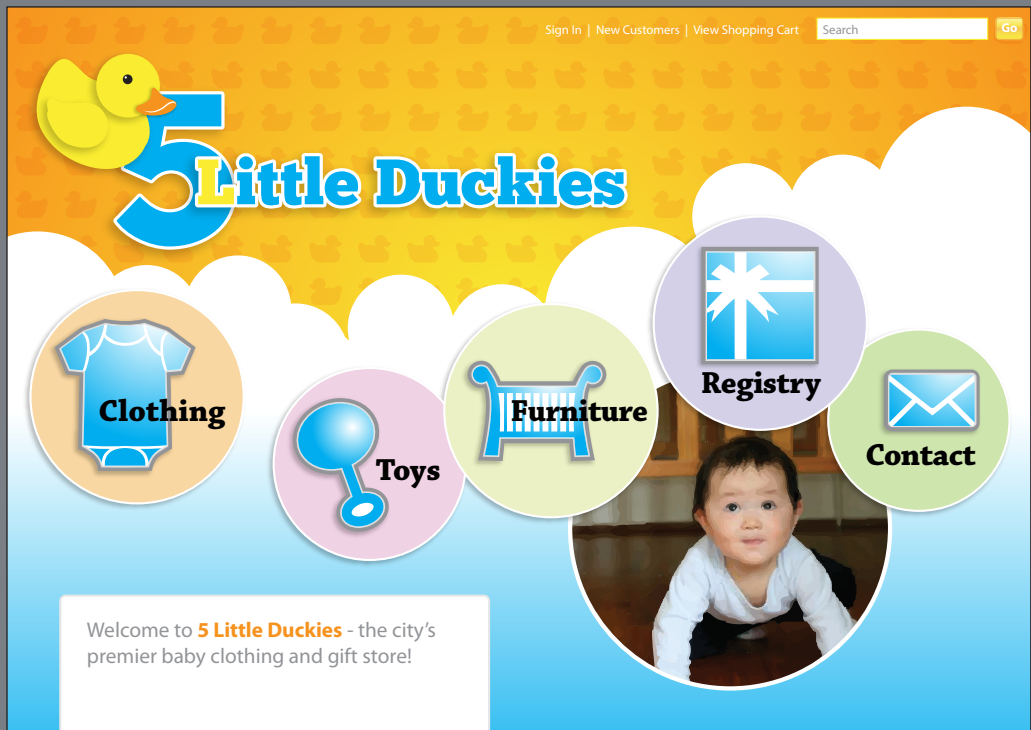 Sign In | New Customers | View Shopping Cart
Search
Go
5 Little Duckies
Clothing
Toys
Furniture
Registry
Contact
Welcome to 5 Little Duckies - the city's
premier baby clothing and gift store!